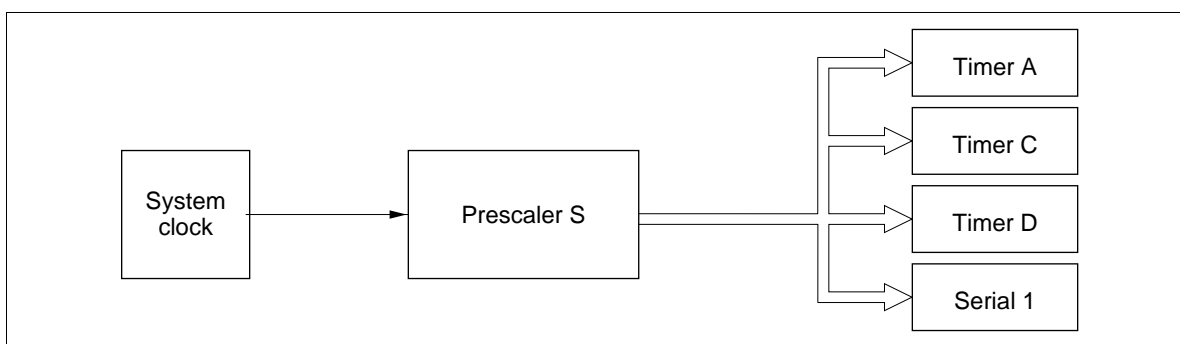 System
clock
Prescaler S
Timer A
Timer C
Timer D
Serial 1